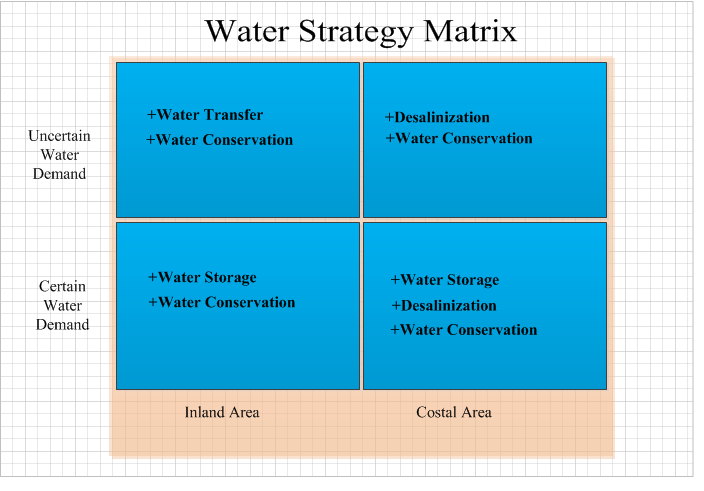 Water Strategy Matrix
Uncertain
Water
Demand
+Water Transfer
+Water Conservation
+Desalinization
+Water Conservation
Certain
Water
Demand
+Water Storage
+Water Conservation
+Water Storage
+Desalinization
+Water Conservation
Inland Area
Costal Area